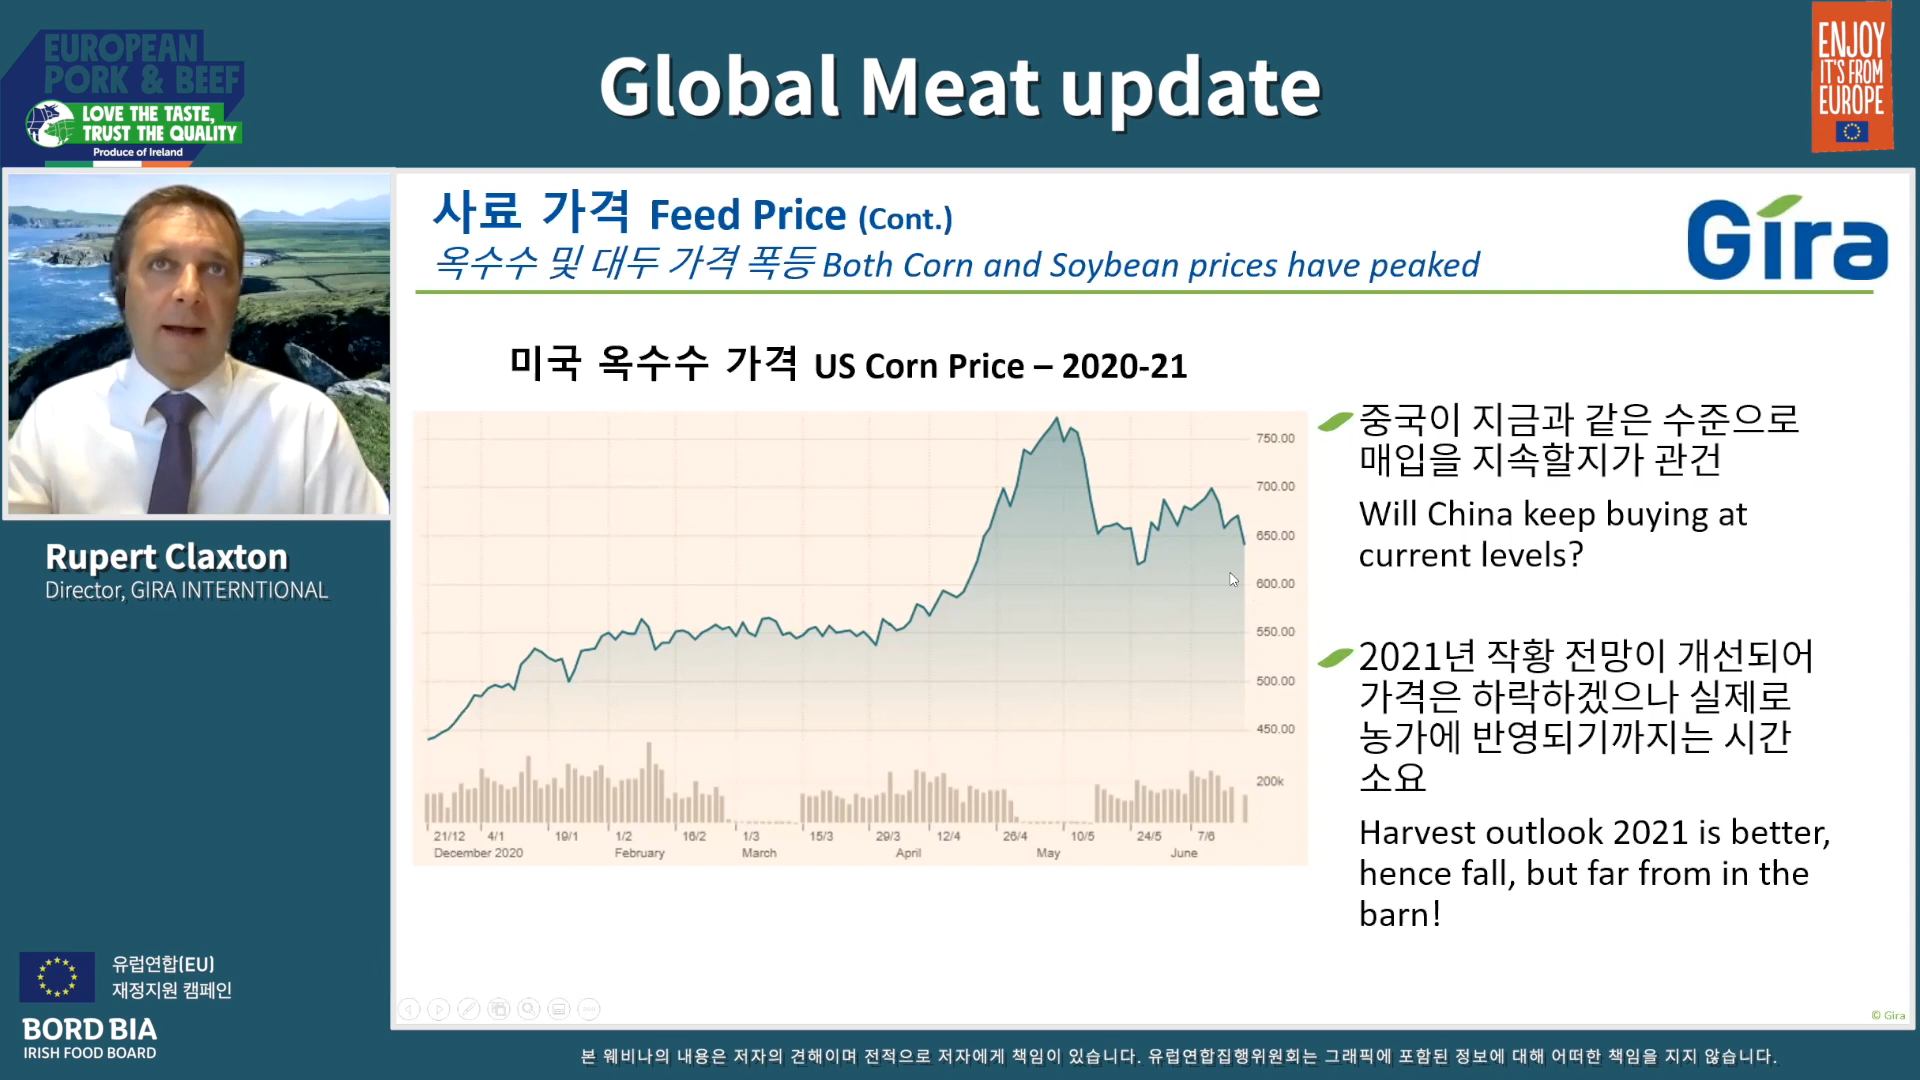 EUROPEAN
PORK & BEEF
LOVE THE TASTE,
TRUST THE QUALITY
Produce of Ireland
Global Meat update
ENJOY
IT'S FROM
EUROPE
Rupert Claxton
Director, GIRA INTERNTIONAL
사료 가격 Feed Price (Cont.)
옥수수 및 대두 가격 폭등 Both Corn and Soybean prices have peaked
Gira
미국 옥수수 가격 US Corn Price – 2020-21
750.00
700.00
650.00
600.00
550.00
500.00
450.00
200k
21/12 4/1 19/1 1/2 16/2 1/3 15/3 29/3 12/4 26/4 10/5 24/5 7/6
December 2020 February March April May June
중국이 지금과 같은 수준으로
매입을 지속할지가 관건
Will China keep buying at
current levels?
2021년 작황 전망이 개선되어
가격은 하락하겠으나 실제로
농가에 반영되기까지는 시간
소요
Harvest outlook 2021 is better,
hence fall, but far from in the
barn!
© Gira
유럽연합(EU)
재정지원 캠페인
BORD BIA
IRISH FOOD BOARD
본 웨비나의 내용은 저자의 견해이며 전적으로 저자에게 책임이 있습니다. 유럽연합집행위원회는 그래픽에 포함된 정보에 대해 어떠한 책임을 지지 않습니다.